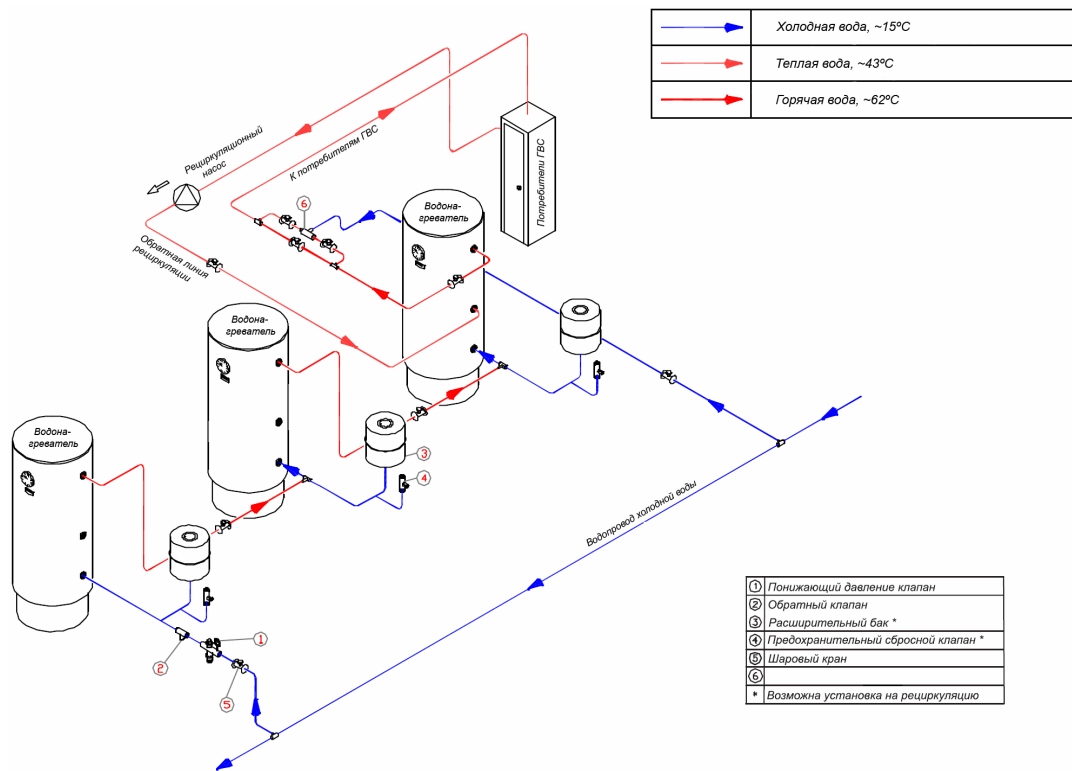 Холодная вода, ~15ºC
Теплая вода, ~43ºC
Горячая вода, ~62ºC
Рециркуляционный
насос
К потребителям ГВС
Потребители ГВС
6
Водона-
греватель
Обратная линия
рециркуляции
Водона-
греватель
Водона-
греватель
3
4
Водопровод холодной воды
1
2
5
1 Понижающий давление клапан
2 Обратный клапан
3 Расширительный бак *
4 Предохранительный сбросной клапан *
5 Шаровый кран
6
* Возможна установка на рециркуляцию